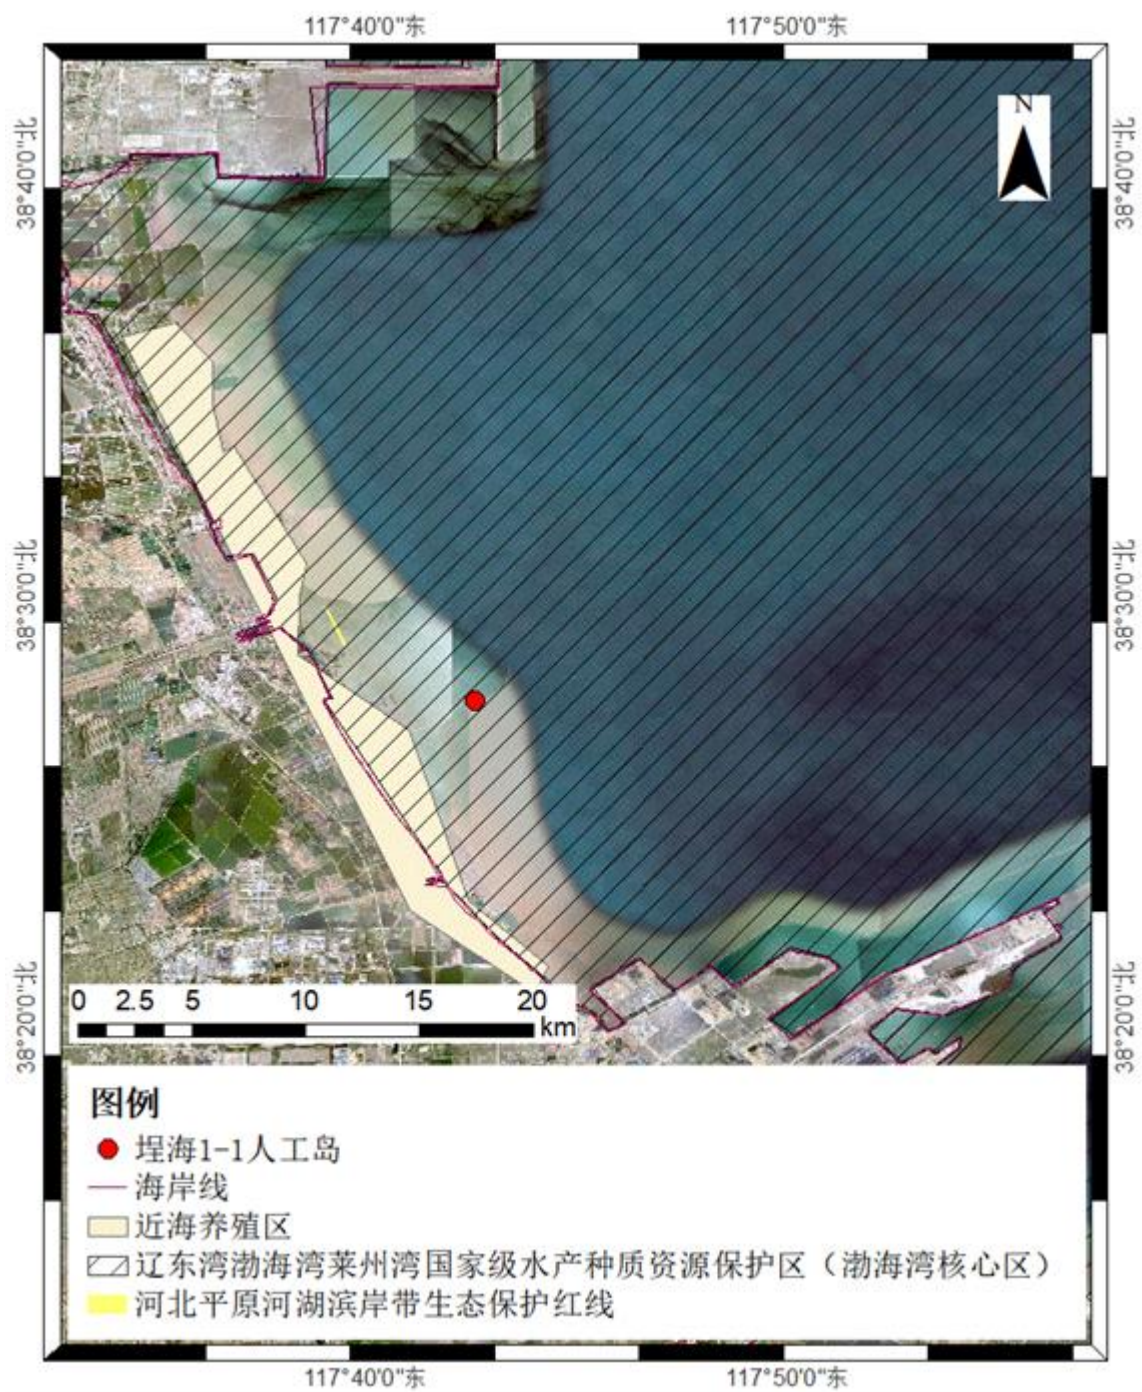 117°40'0"东 117°50'0"东
N
38°40'0"北 38°40'0"北
38°30'0"北 38°30'0"北
38°20'0"北 38°20'0"北
0 2.5 5 10 15 20
km
图例
埕海1-1人工岛
海岸线
近海养殖区
辽东湾渤海湾莱州湾国家级水产种质资源保护区（渤海湾核心区）
河北平原河湖滨岸带生态保护红线
117°40'0"东 117°50'0"东